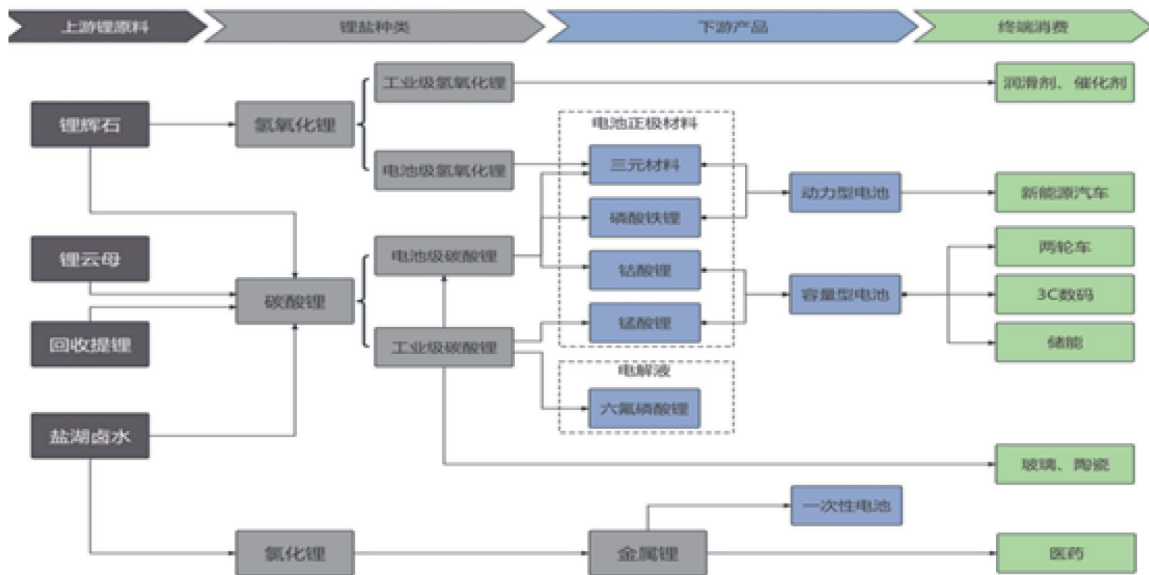 上游锂原料
锂盐种类
下游产品
终端消费
工业级氢氧化锂
润滑剂、催化剂
锂辉石
氢氧化锂
电池正极材料
电池级氢氧化锂
三元材料
动力型电池
新能源汽车
磷酸铁锂
两轮车
锂云母
电池级碳酸锂
钴酸锂
碳酸锂
容量型电池
3C数码
锰酸锂
回收提锂
工业级碳酸锂
储能
电解液
六氟磷酸锂
盐湖卤水
玻璃、陶瓷
一次性电池
氯化锂
金属锂
医药